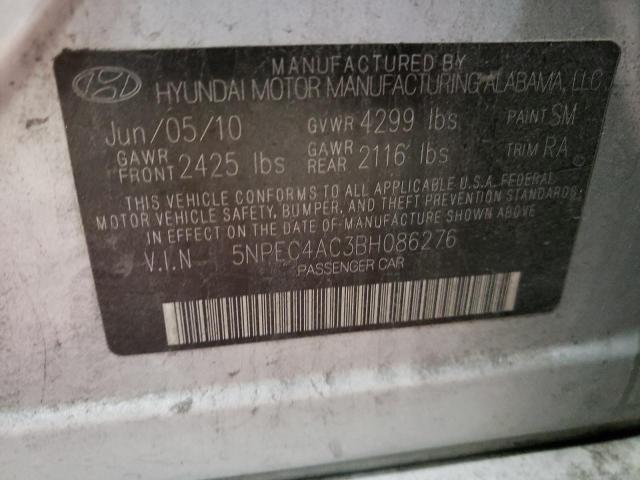 MANUFACTURED BY
HYUNDAI MOTOR MANUFACTURING ALABAMA, LLC
Jun/05/10 GVWR 4299 lbs PAINT SM
GAWR FRONT 2425 lbs GAWR REAR 2116 lbs TRIM RA
THIS VEHICLE CONFORMS TO ALL APPLICABLE U.S.A. FEDERAL
MOTOR VEHICLE SAFETY, BUMPER, AND THEFT PREVENTION STANDARDS
IN EFFECT ON THE DATE OF MANUFACTURE SHOWN ABOVE
V.I.N 5NPEC4AC3BH086276
PASSENGER CAR